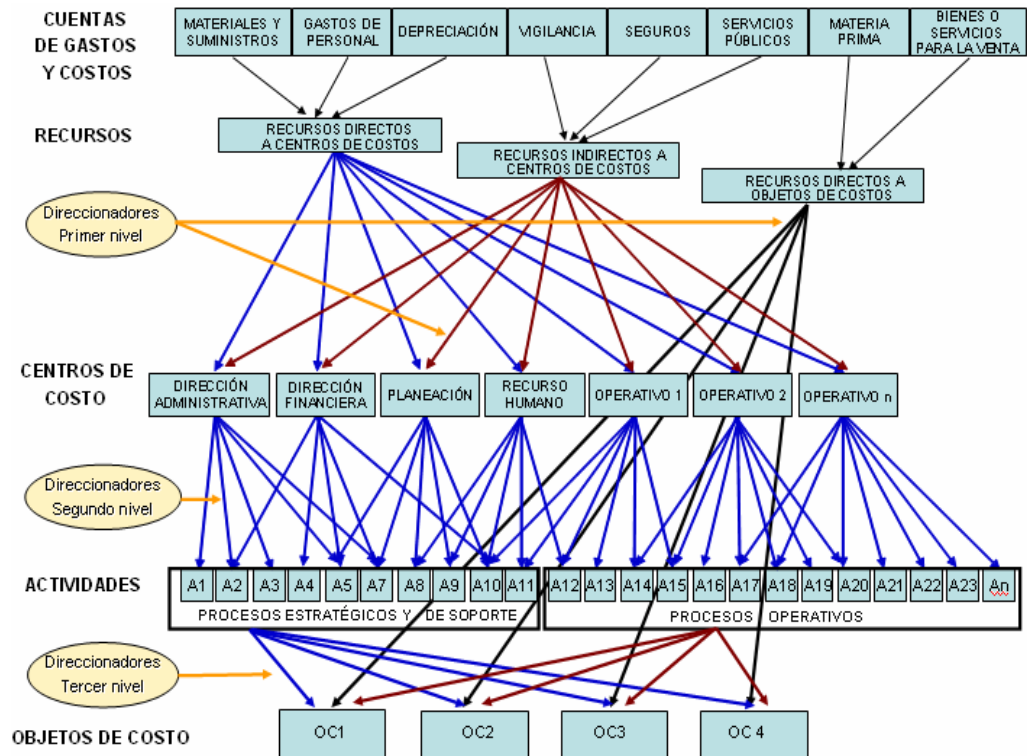 CUENTAS
DE GASTOS
Y COSTOS
MATERIALES Y
SUMINISTROS
GASTOS DE
PERSONAL
DEPRECIACIÓN
VIGILANCIA
SEGUROS
SERVICIOS
PÚBLICOS
MATERIA
PRIMA
BIENES O
SERVICIOS
PARA LA VENTA
RECURSOS
RECURSOS DIRECTOS
A CENTROS DE COSTOS
RECURSOS INDIRECTOS A
CENTROS DE COSTOS
RECURSOS DIRECTOS A
OBJETOS DE COSTOS
Direccionadores
Primer nivel
CENTROS DE
COSTO
DIRECCIÓN
ADMINISTRATIVA
DIRECCIÓN
FINANCIERA
PLANEACIÓN
RECURSO
HUMANO
OPERATIVO 1
OPERATIVO 2
OPERATIVO n
Direccionadores
Segundo nivel
ACTIVIDADES
A1 A2 A3 A4 A5 A7 A8 A9 A10 A11 A12 A13 A14 A15 A16 A17 A18 A19 A20 A21 A22 A23 An
PROCESOS ESTRATÉGICOS Y DE SOPORTE
PROCESOS OPERATIVOS
Direccionadores
Tercer nivel
OBJETOS DE COSTO
OC1 OC2 OC3 OC 4